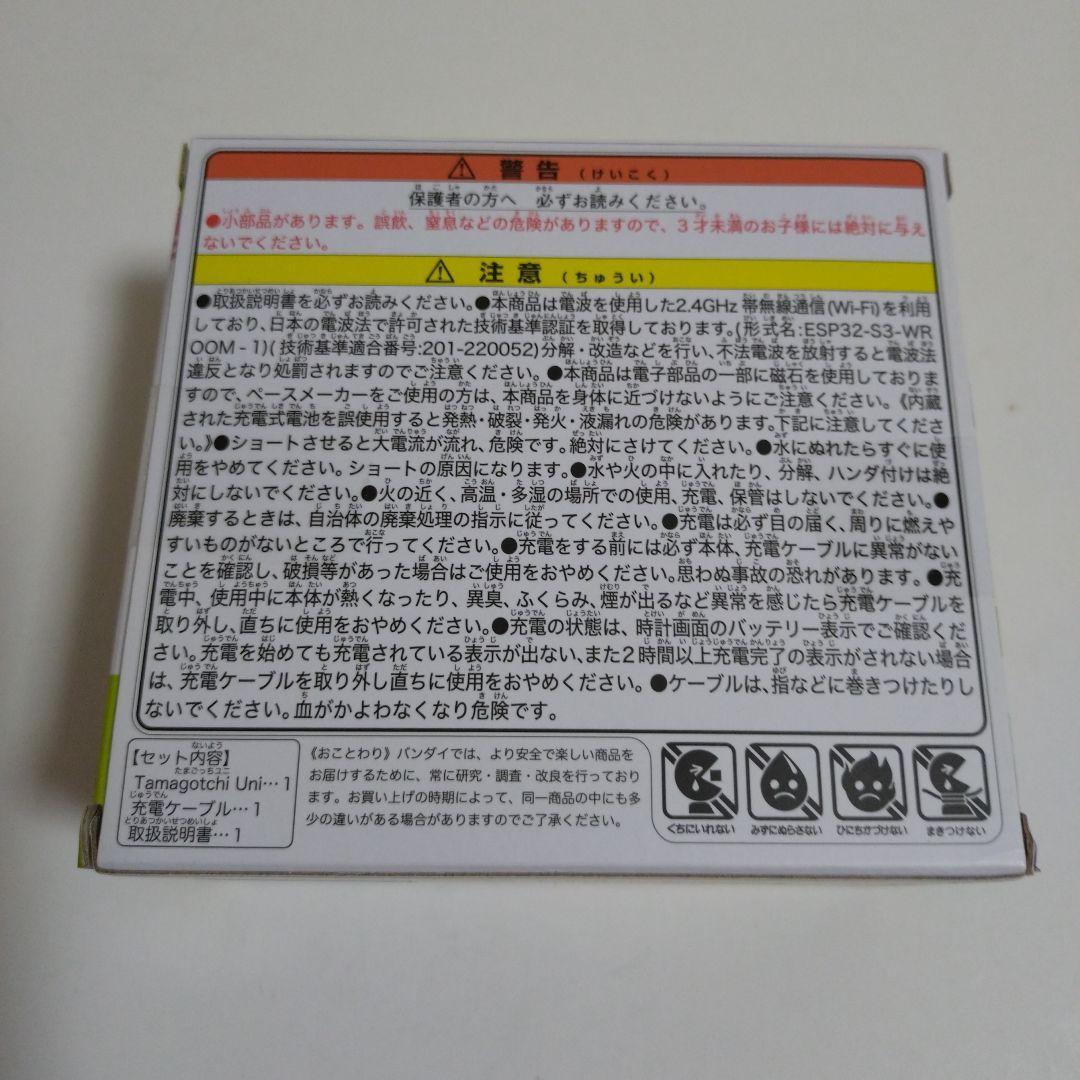 ⚠ 警告 (けいこく)
保護者の方へ 必ずお読みください。
●小部品があります。誤飲、窒息などの危険がありますので、3才未満のお子様には絶対に与え
ないでください。
⚠ 注意 (ちゅうい)
●取扱説明書を必ずお読みください。●本商品は電波を使用した2.4GHz帯無線通信(Wi-Fi)を利用
しており、日本の電波法で許可された技術基準認証を取得しております。(形式名:ESP32-S3-WR
OOM-1)(技術基準適合番号:201-220052)分解・改造などを行い、不法電波を放射すると電波法
違反となり処罰されますのでご注意ください。●本商品は電子部品の一部に磁石を使用しておりま
すので、ペースメーカーをご使用の方は、本商品を身体に近づけないようにご注意ください。《内蔵
された充電式電池を誤使用すると発熱・破裂・発火・液漏れの危険があります。下記に注意してくださ
い。》●ショートさせると大電流が流れ、危険です。絶対にさけてください。●水にぬれたらすぐに使
用をやめてください。ショートの原因になります。●水や火の中に入れたり、分解、ハンダ付けは絶
対にしないでください。●火の近く、高温・多湿の場所での使用、充電、保管はしないでください。●
廃棄するときは、自治体の廃棄処理の指示に従ってください。●充電は必ず目の届く、周りに燃えや
すいものがないところで行ってください。●充電をする前には必ず本体、充電ケーブルに異常がない
ことを確認し、破損等があった場合はご使用をおやめください。思わぬ事故の恐れがあります。●充
電中、使用中に本体が熱くなったり、異臭、ふくらみ、煙が出るなど異常を感じたら充電ケーブルを
取り外し、直ちに使用をおやめください。●充電の状態は、時計画面のバッテリー表示でご確認くだ
さい。充電を始めても充電されている表示が出ない、また2時間以上充電完了の表示がされない場合
は、充電ケーブルを取り外し直ちに使用をおやめください。●ケーブルは、指などに巻きつけたりし
ないでください。血がかよわなくなり危険です。
【セット内容】
Tamagotchi Uni…1
充電ケーブル…1
取扱説明書…1
《おことわり》バンダイでは、より安全で楽しい商品を
お届けするために、常に研究・調査・改良を行っており
ます。お買い上げの時期によって、同一商品の中にも多
少の違いがある場合がありますのでご了承ください。
くちにいれない
みずにぬらさない
ひにちかづけない
まきつけない